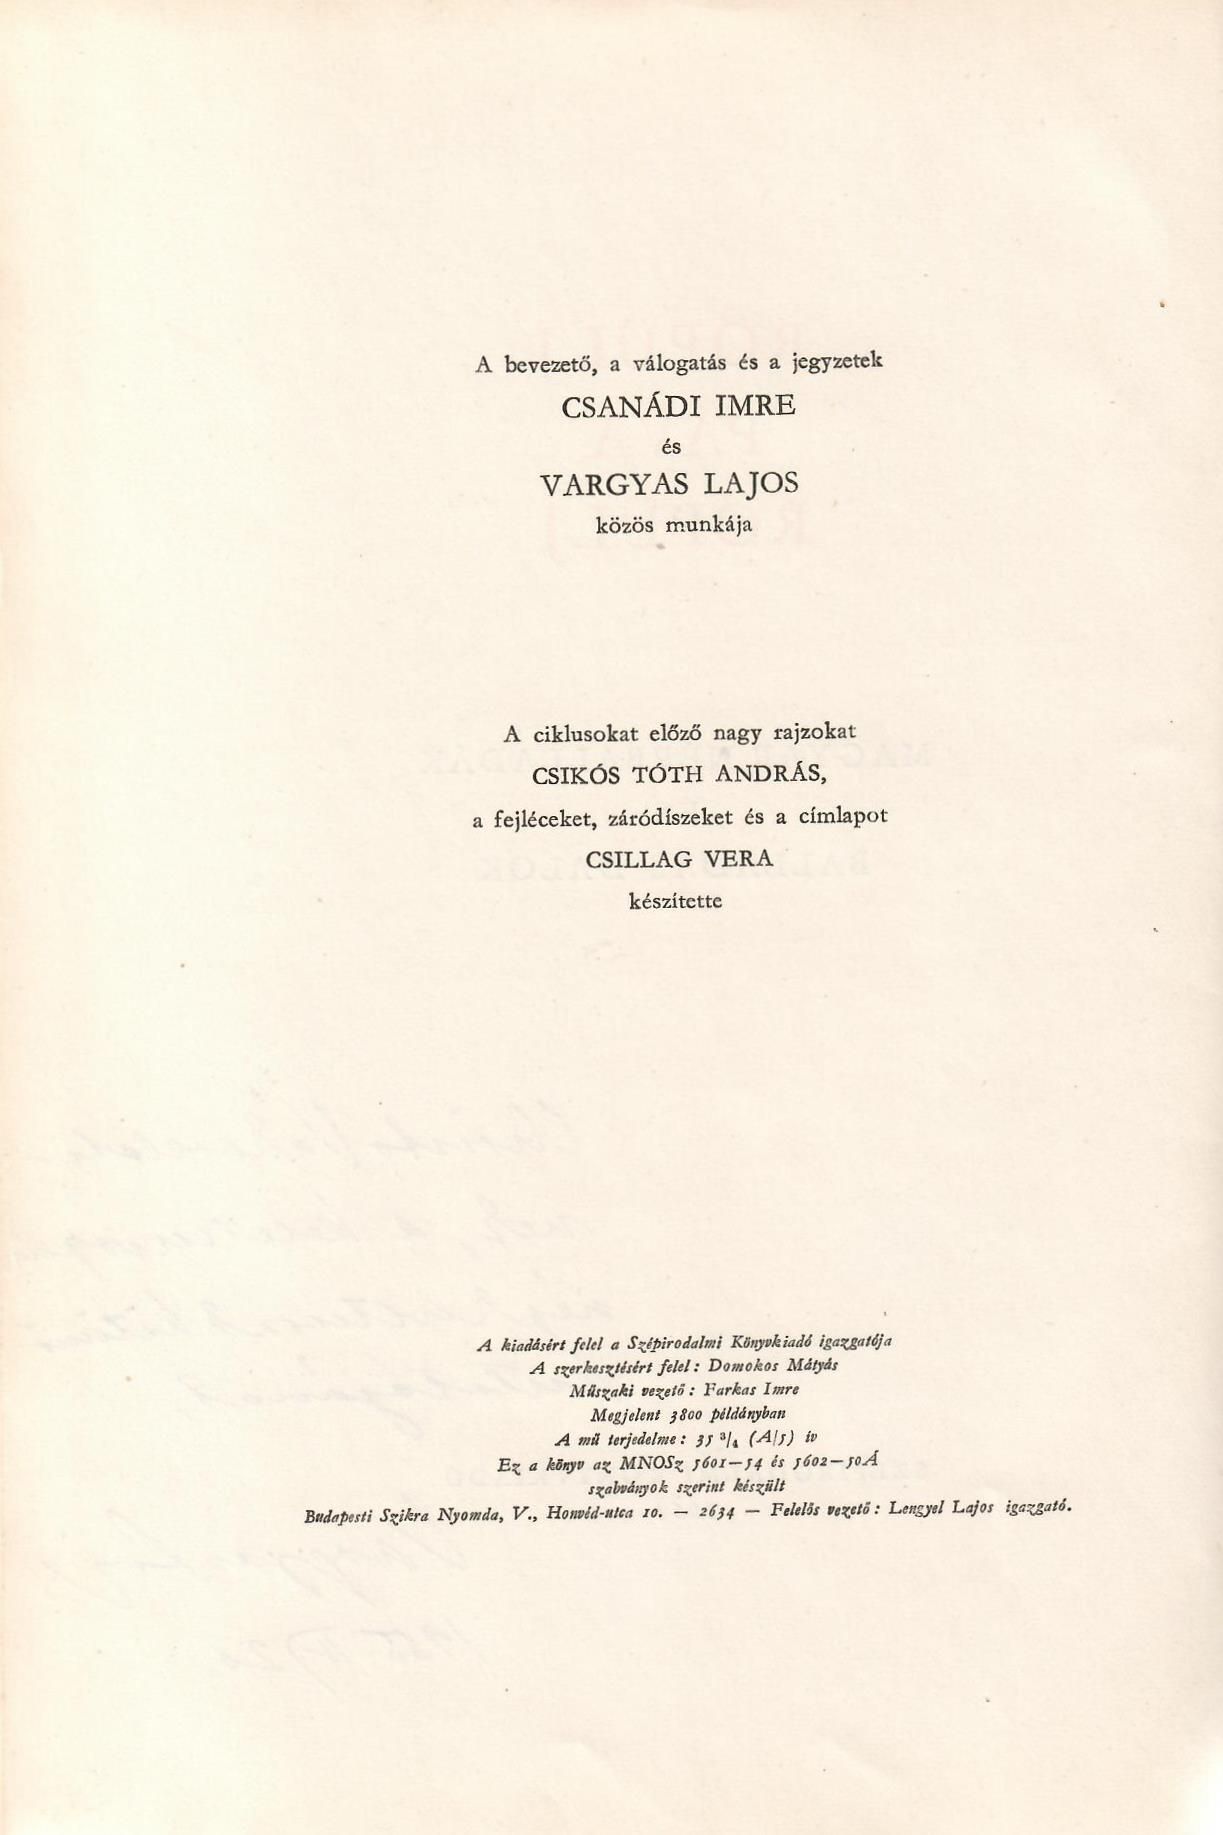 A bevezető, a válogatás és a jegyzetek
CSANÁDI IMRE
és
VARGYAS LAJOS
közös munkája
A ciklusokat előző nagy rajzokat
CSIKÓS TÓTH ANDRÁS,
a fejléceket, záródíszeket és a címlapot
CSILLAG VERA
készítette
A kiadásért felel a Szépirodalmi Könyvkiadó igazgatója
A szerkesztésért felel: Domokos Mátyás
Műszaki vezető: Farkas Imre
Megjelent 3800 példányban
A mű terjedelme: 35 3/4 (A/5) ív
Ez a könyv az MNOSz 5601—54 és 5602—50Á
szabványok szerint készült
Budapesti Szikra Nyomda, V., Honvéd-utca 10. — 2634 — Felelős vezető: Lengyel Lajos igazgató.